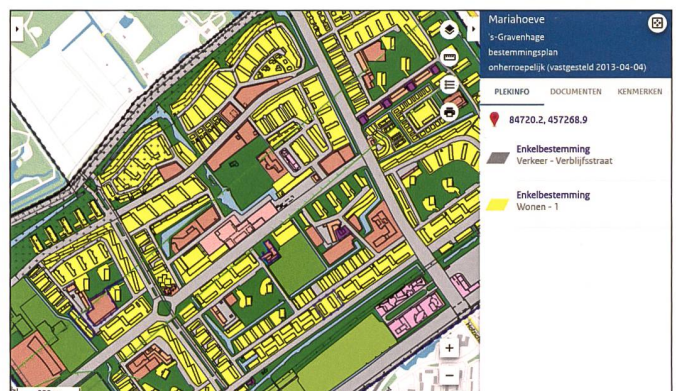 Mariahoeve
's-Gravenhage
bestemmingsplan
onherroepelijk (vastgesteld 2013-04-04)
PLEKINFO DOCUMENTEN KENMERKEN
84720.2, 457268.9
Enkelbestemming
Verkeer - Verblijfsstraat
Enkelbestemming
Wonen - 1
+
−